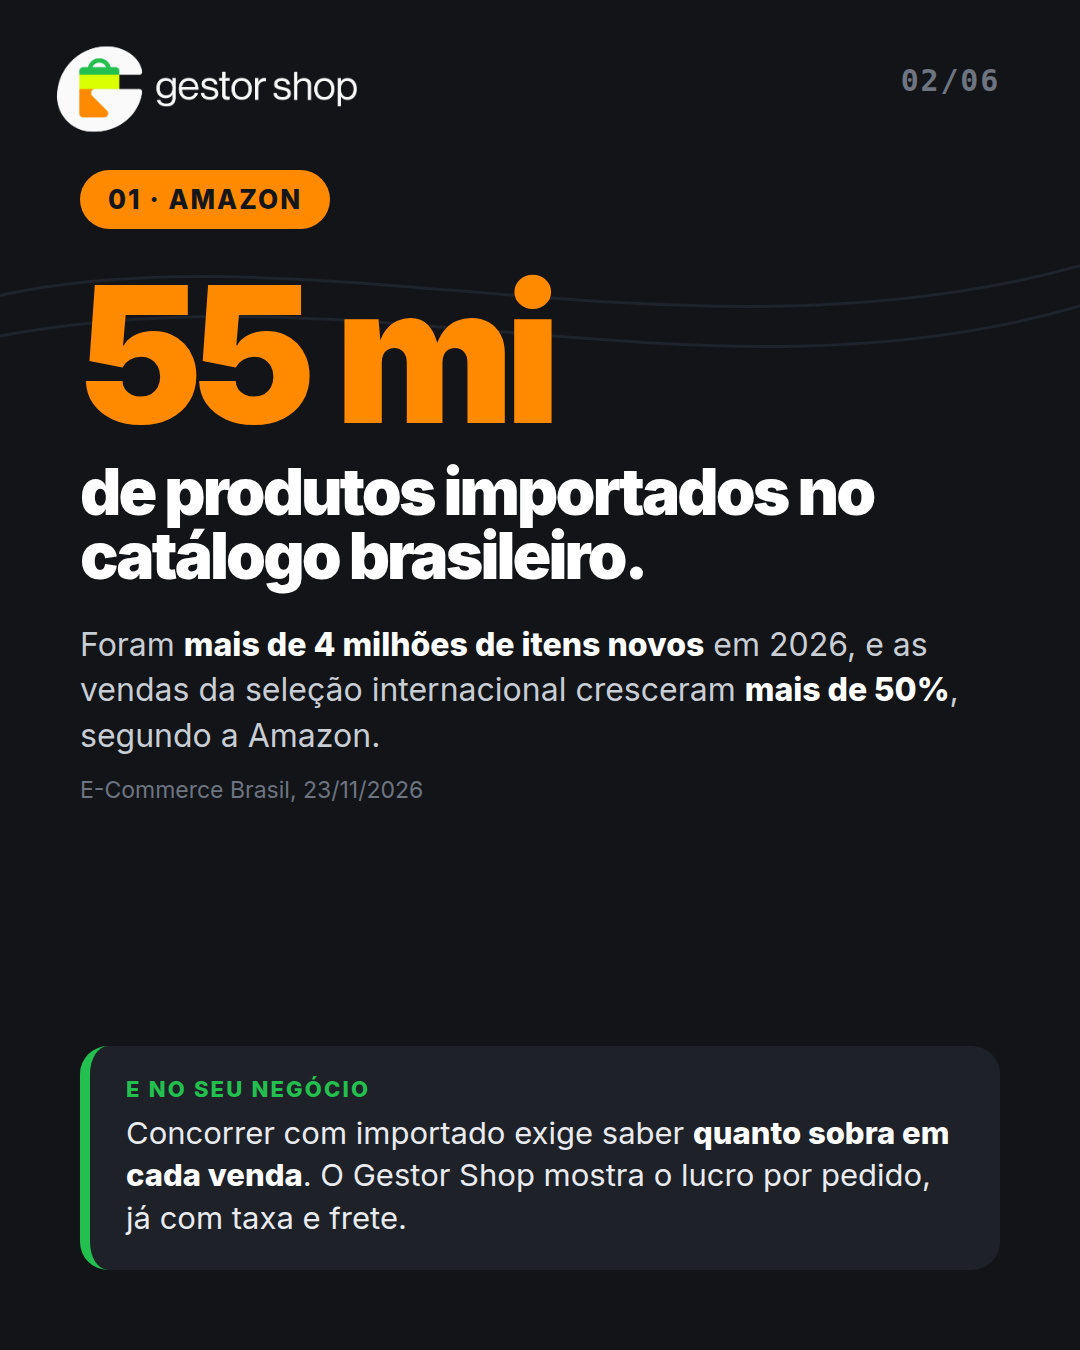 gestor shop
02/06
01 · AMAZON
55 mi
de produtos importados no
catálogo brasileiro.
Foram mais de 4 milhões de itens novos em 2026, e as
vendas da seleção internacional cresceram mais de 50%,
segundo a Amazon.
E-Commerce Brasil, 23/11/2026
E NO SEU NEGÓCIO
Concorrer com importado exige saber quanto sobra em
cada venda. O Gestor Shop mostra o lucro por pedido,
já com taxa e frete.